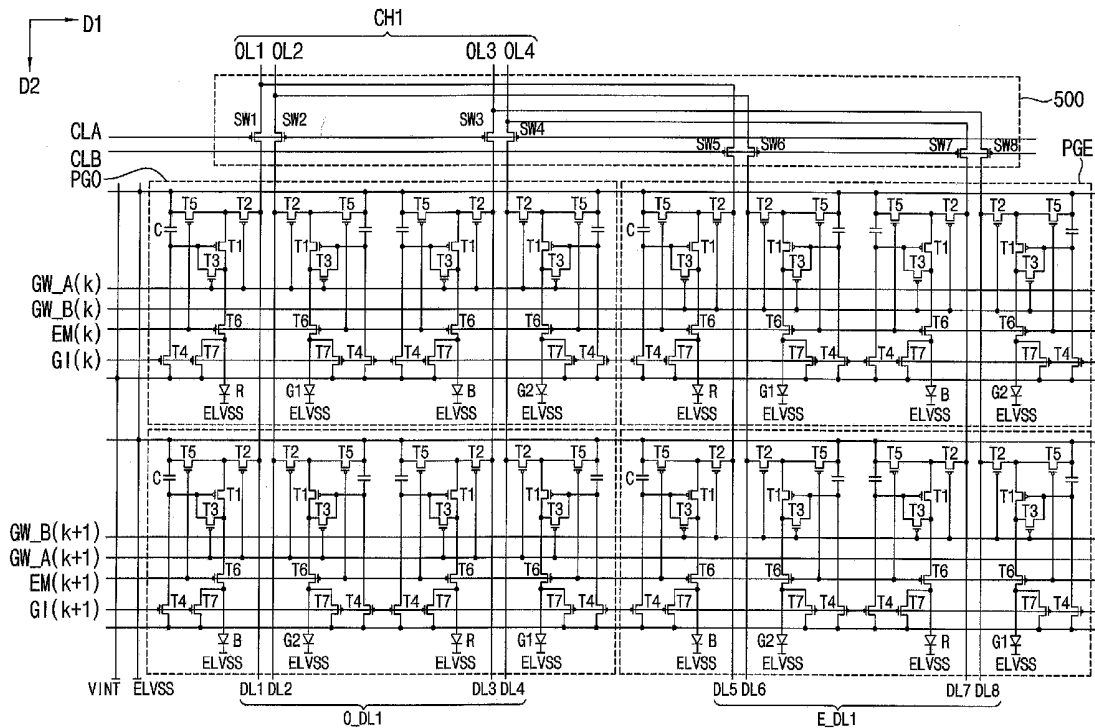 D1
D2
CH1
OL1 OL2 OL3 OL4
500
SW1 SW2 SW3 SW4
CLA
CLB
SW5 SW6 SW7 SW8
PGO PGE
T5 T2 T2 T5 T5 T2 T2 T5 T5 T2 T2 T5 T5 T2 T2 T5
C C
T1 T1 T1 T1 T1 T1 T1 T1
T3 T3 T3 T3 T3 T3 T3 T3
GW_A(k)
GW_B(k)
EM(k)
T6 T6 T6 T6 T6 T6 T6 T6
GI(k)
T4 T7 T7 T4 T4 T7 T7 T4 T4 T7 T7 T4 T4 T7 T7 T4
R G1 B G2 R G1 B G2
ELVSS ELVSS ELVSS ELVSS ELVSS ELVSS ELVSS ELVSS
T5 T2 T2 T5 T5 T2 T2 T5 T5 T2 T2 T5 T5 T2 T2 T5
C C
T1 T1 T1 T1 T1 T1 T1 T1
T3 T3 T3 T3 T3 T3 T3 T3
GW_B(k+1)
GW_A(k+1)
EM(k+1)
T6 T6 T6 T6 T6 T6 T6 T6
GI(k+1)
T4 T7 T7 T4 T4 T7 T7 T4 T4 T7 T7 T4 T4 T7 T7 T4
B G2 R G1 B G2 R G1
ELVSS ELVSS ELVSS ELVSS ELVSS ELVSS ELVSS ELVSS
VINT ELVSS DL1 DL2 DL3 DL4 DL5 DL6 DL7 DL8
O_DL1 E_DL1